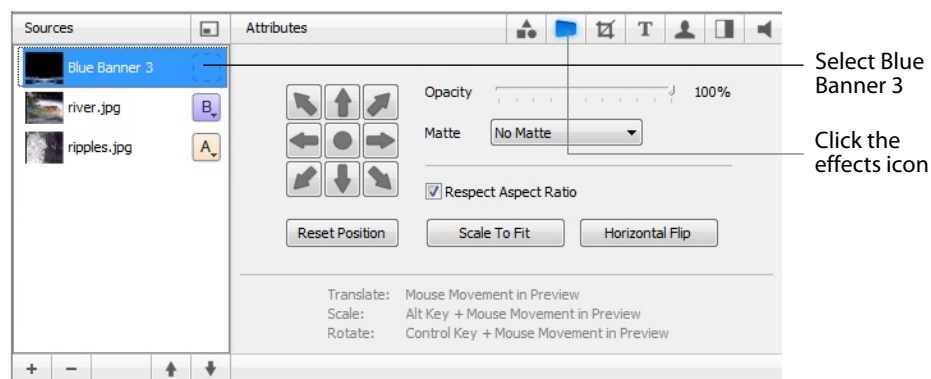 Sources
Attributes
T
Blue Banner 3
river.jpg
B
ripples.jpg
A
Opacity
100%
Matte
No Matte
Respect Aspect Ratio
Reset Position
Scale To Fit
Horizontal Flip
Translate: Mouse Movement in Preview
Scale: Alt Key + Mouse Movement in Preview
Rotate: Control Key + Mouse Movement in Preview
+ −
Select Blue
Banner 3
Click the
effects icon